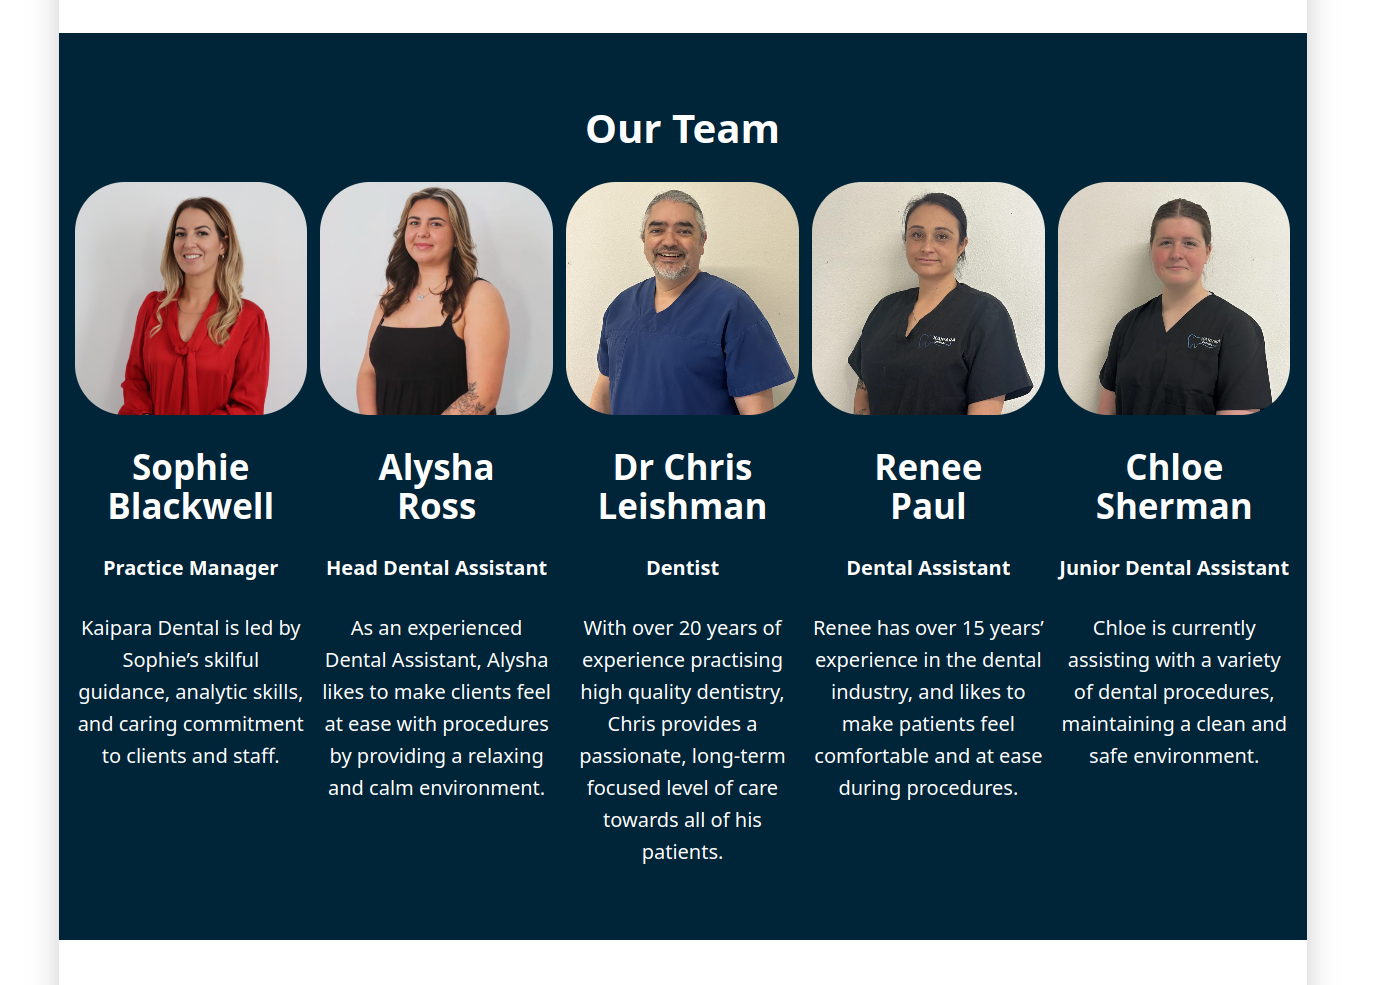 Our Team
Sophie
Blackwell
Practice Manager
Kaipara Dental is led by
Sophie’s skilful
guidance, analytic skills,
and caring commitment
to clients and staff.
Alysha
Ross
Head Dental Assistant
As an experienced
Dental Assistant, Alysha
likes to make clients feel
at ease with procedures
by providing a relaxing
and calm environment.
Dr Chris
Leishman
Dentist
With over 20 years of
experience practising
high quality dentistry,
Chris provides a
passionate, long-term
focused level of care
towards all of his
patients.
Renee
Paul
Dental Assistant
Renee has over 15 years’
experience in the dental
industry, and likes to
make patients feel
comfortable and at ease
during procedures.
Chloe
Sherman
Junior Dental Assistant
Chloe is currently
assisting with a variety
of dental procedures,
maintaining a clean and
safe environment.